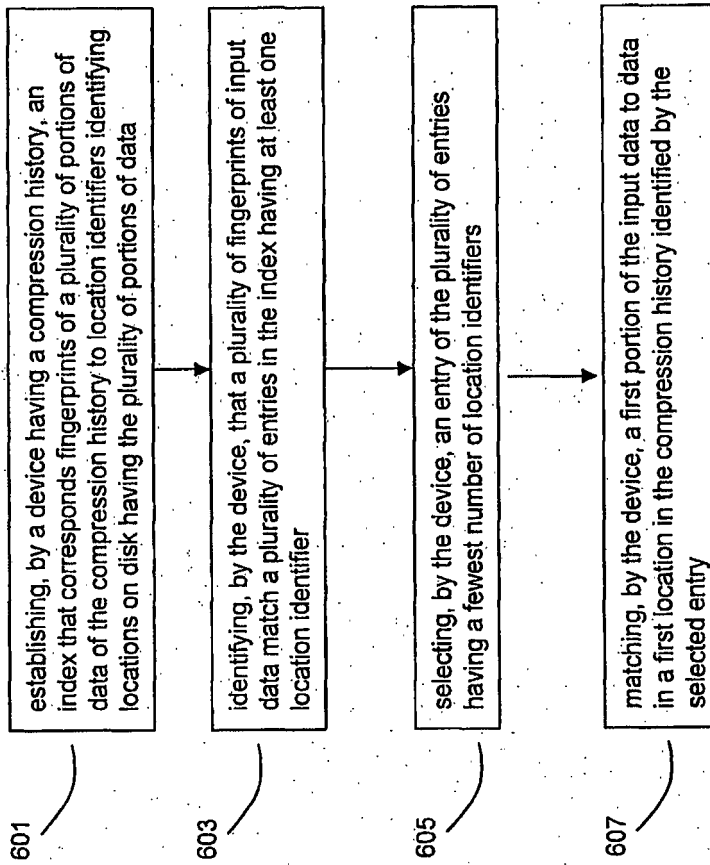 601
establishing, by a device having a compression history, an
index that corresponds fingerprints of a plurality of portions of
data of the compression history to location identifiers identifying
locations on disk having the plurality of portions of data
603
identifying, by the device, that a plurality of fingerprints of input
data match a plurality of entries in the index having at least one
location identifier
605
selecting, by the device, an entry of the plurality of entries
having a fewest number of location identifiers
607
matching, by the device, a first portion of the input data to data
in a first location in the compression history identified by the
selected entry